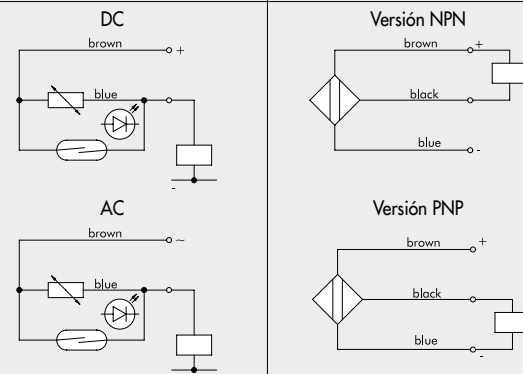 DC
brown
+
blue
-
AC
brown
~
blue
Versión NPN
brown
+
black
blue
-
Versión PNP
brown
+
black
blue
-